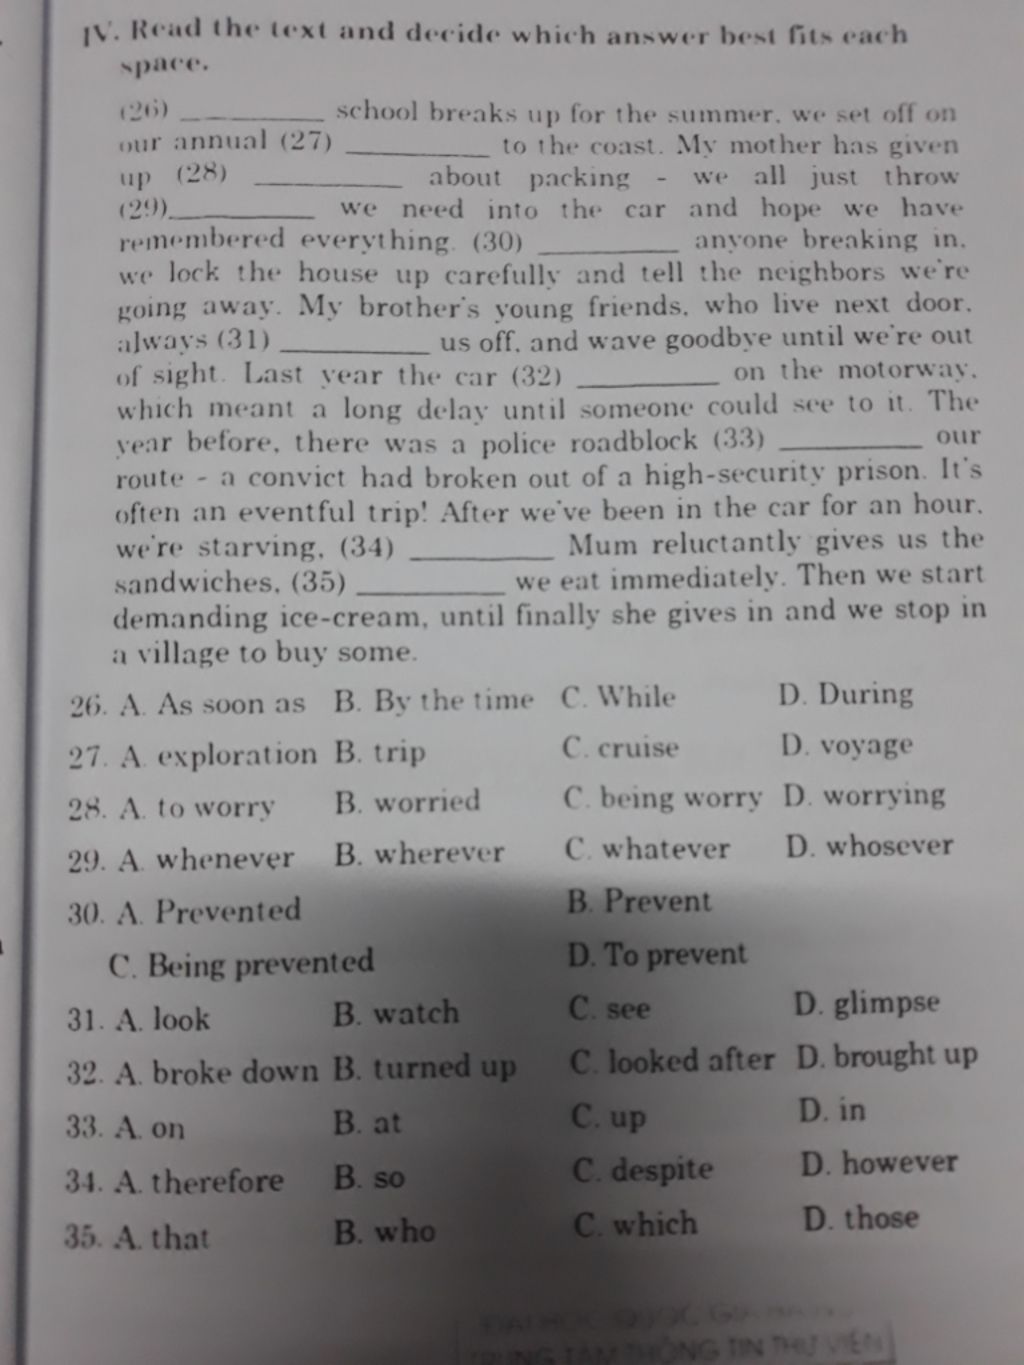 IV. Read the text and decide which answer best fits each
space.
(26) __________ school breaks up for the summer, we set off on
our annual (27) __________ to the coast. My mother has given
up (28) __________ about packing - we all just throw
(29)__________ we need into the car and hope we have
remembered everything. (30) __________ anyone breaking in,
we lock the house up carefully and tell the neighbors we're
going away. My brother's young friends, who live next door,
always (31) __________ us off, and wave goodbye until we're out
of sight. Last year the car (32) __________ on the motorway,
which meant a long delay until someone could see to it. The
year before, there was a police roadblock (33) __________ our
route - a convict had broken out of a high-security prison. It's
often an eventful trip! After we've been in the car for an hour,
we're starving, (34) __________ Mum reluctantly gives us the
sandwiches, (35) __________ we eat immediately. Then we start
demanding ice-cream, until finally she gives in and we stop in
a village to buy some.
26. A. As soon as B. By the time C. While D. During
27. A. exploration B. trip C. cruise D. voyage
28. A. to worry B. worried C. being worry D. worrying
29. A. whenever B. wherever C. whatever D. whosever
30. A. Prevented B. Prevent
C. Being prevented D. To prevent
31. A. look B. watch C. see D. glimpse
32. A. broke down B. turned up C. looked after D. brought up
33. A. on B. at C. up D. in
34. A. therefore B. so C. despite D. however
35. A. that B. who C. which D. those
ĐẠI HỌC QUỐC GIA
TRUNG TÂM THÔNG TIN THƯ VIỆN